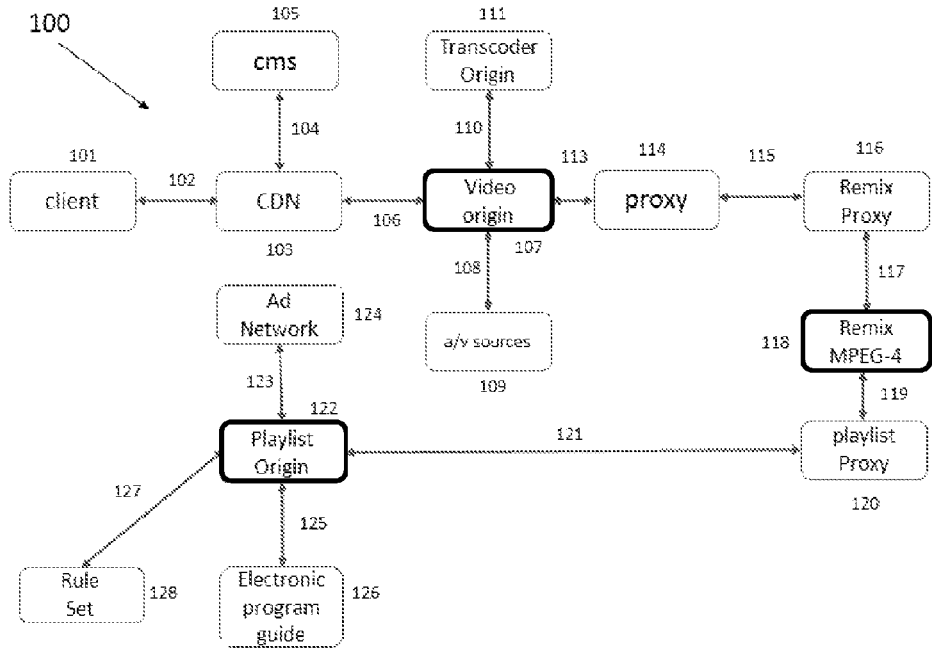 100
105
cms
111
Transcoder
Origin
104
110
101
client
102
CDN
103
106
Video
origin
107
113
114
proxy
115
116
Remix
Proxy
108
117
a/v sources
109
Ad
Network
124
118
Remix
MPEG-4
123
119
122
Playlist
Origin
121
playlist
Proxy
120
127
125
Rule
Set
128
Electronic
program
guide
126